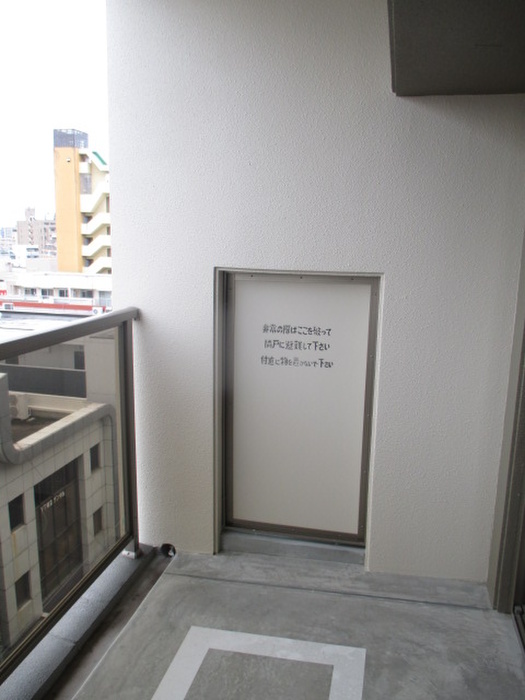 非常の際はここを破って
隣戸に避難して下さい
付近に物を置かないで下さい